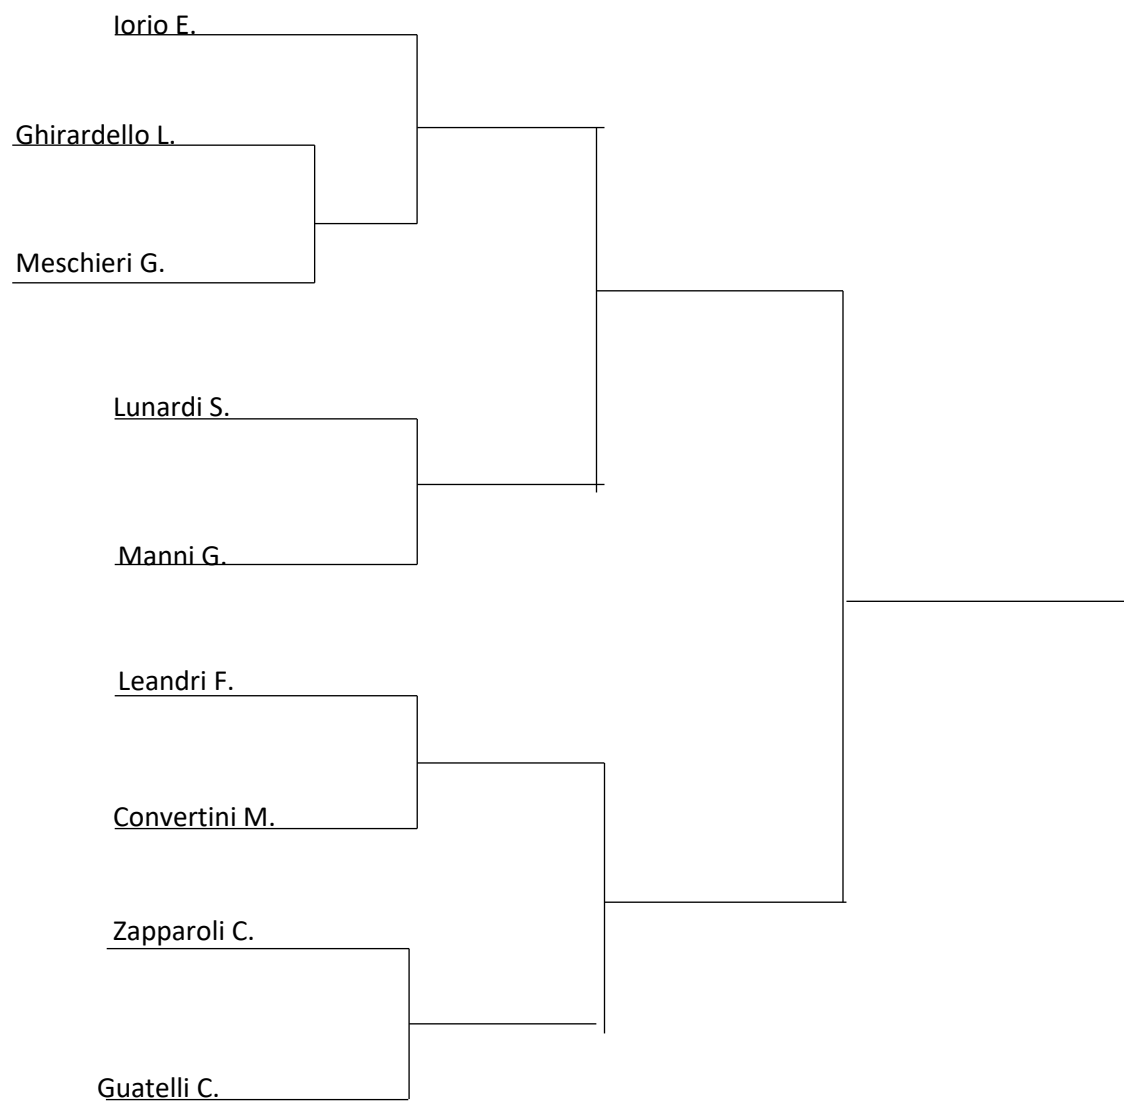 Iorio E.
Ghirardello L.
Meschieri G.
Lunardi S.
Manni G.
Leandri F.
Convertini M.
Zapparoli C.
Guatelli C.